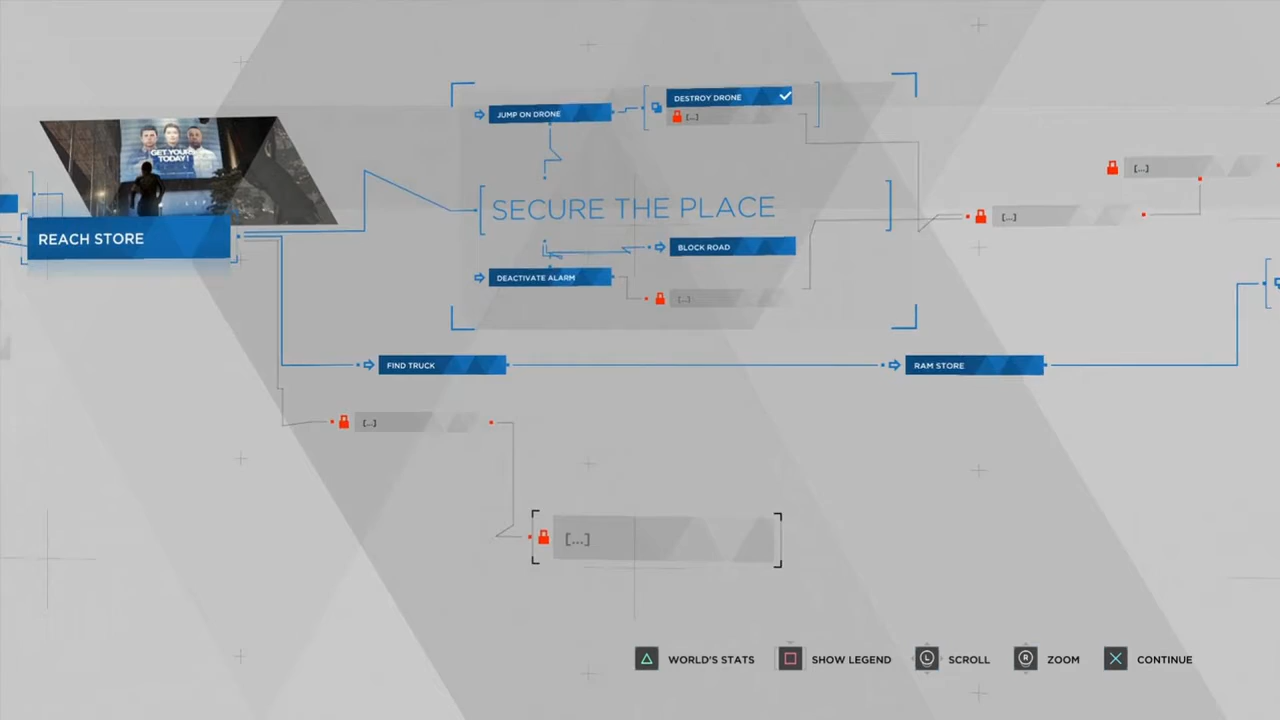 GET YOURS
TODAY!
REACH STORE
JUMP ON DRONE
DESTROY DRONE
[...]
SECURE THE PLACE
BLOCK ROAD
DEACTIVATE ALARM
[...]
[...]
[...]
FIND TRUCK
RAM STORE
[...]
[...]
WORLD'S STATS
SHOW LEGEND
L
SCROLL
R
ZOOM
CONTINUE